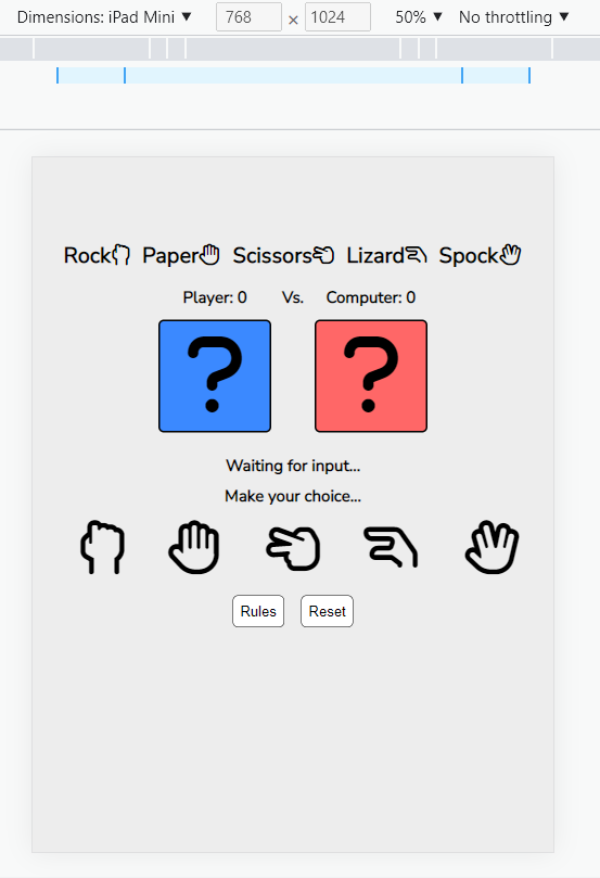 Dimensions: iPad Mini ▼ 768 × 1024 50% ▼ No throttling ▼
Rock Paper Scissors Lizard Spock
Player: 0 Vs. Computer: 0
? ?
Waiting for input...
Make your choice...
Rules Reset